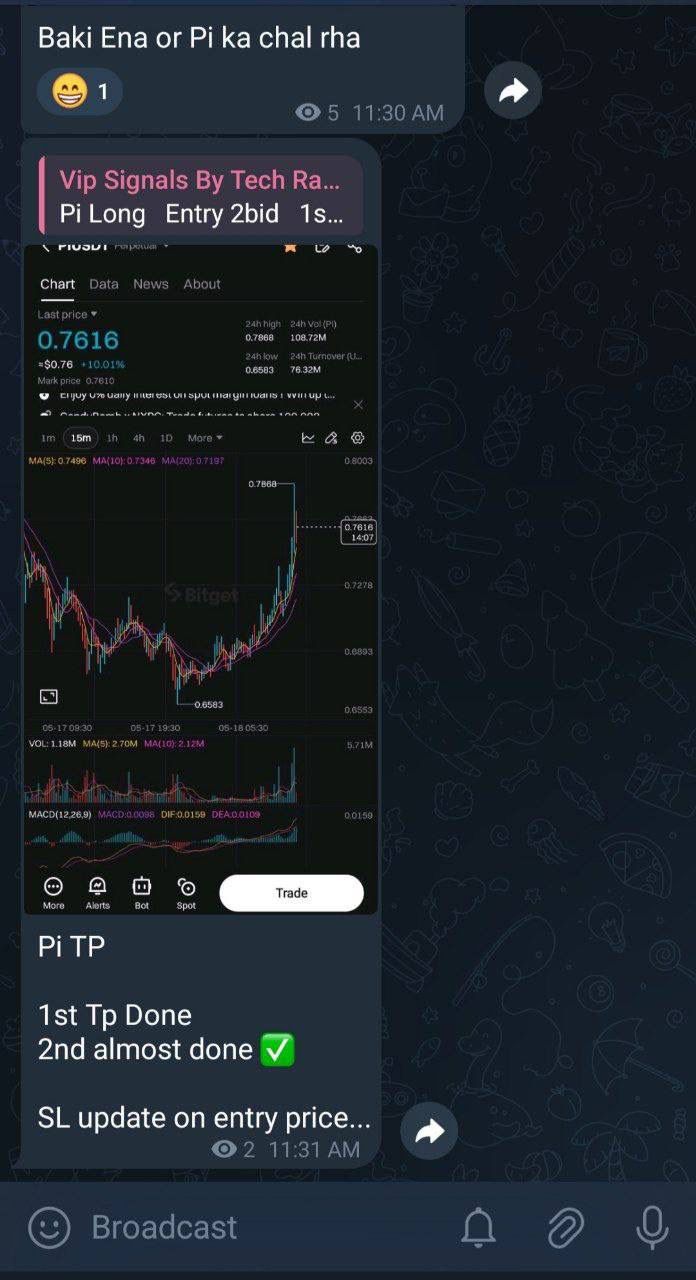 Baki Ena or Pi ka chal rha
😁 1
5 11:30 AM
Vip Signals By Tech Ra...
Pi Long Entry 2bid 1s...
PIUSDT Perpetual
Chart Data News About
Last price
0.7616
≈$0.76 +10.01%
Mark price 0.7610
24h high 24h Vol (PI)
0.7868 108.72M
24h low 24h Turnover (U...
0.6583 76.32M
Enjoy 0% daily interest on spot margin loans ! Win up t...
1m 15m 1h 4h 1D More
MA(5): 0.7496 MA(10): 0.7346 MA(20): 0.7197
0.8003
0.7868
0.7616
14:07
0.7278
Bitget
0.6893
0.6583
0.6553
05-17 09:30 05-17 19:30 05-18 05:30
VOL: 1.18M MA(5): 2.70M MA(10): 2.12M
5.71M
MACD(12,26,9) MACD:0.0098 DIF:0.0159 DEA:0.0109
0.0159
More Alerts Bot Spot Trade
Pi TP
1st Tp Done
2nd almost done ✅
SL update on entry price...
2 11:31 AM
Broadcast